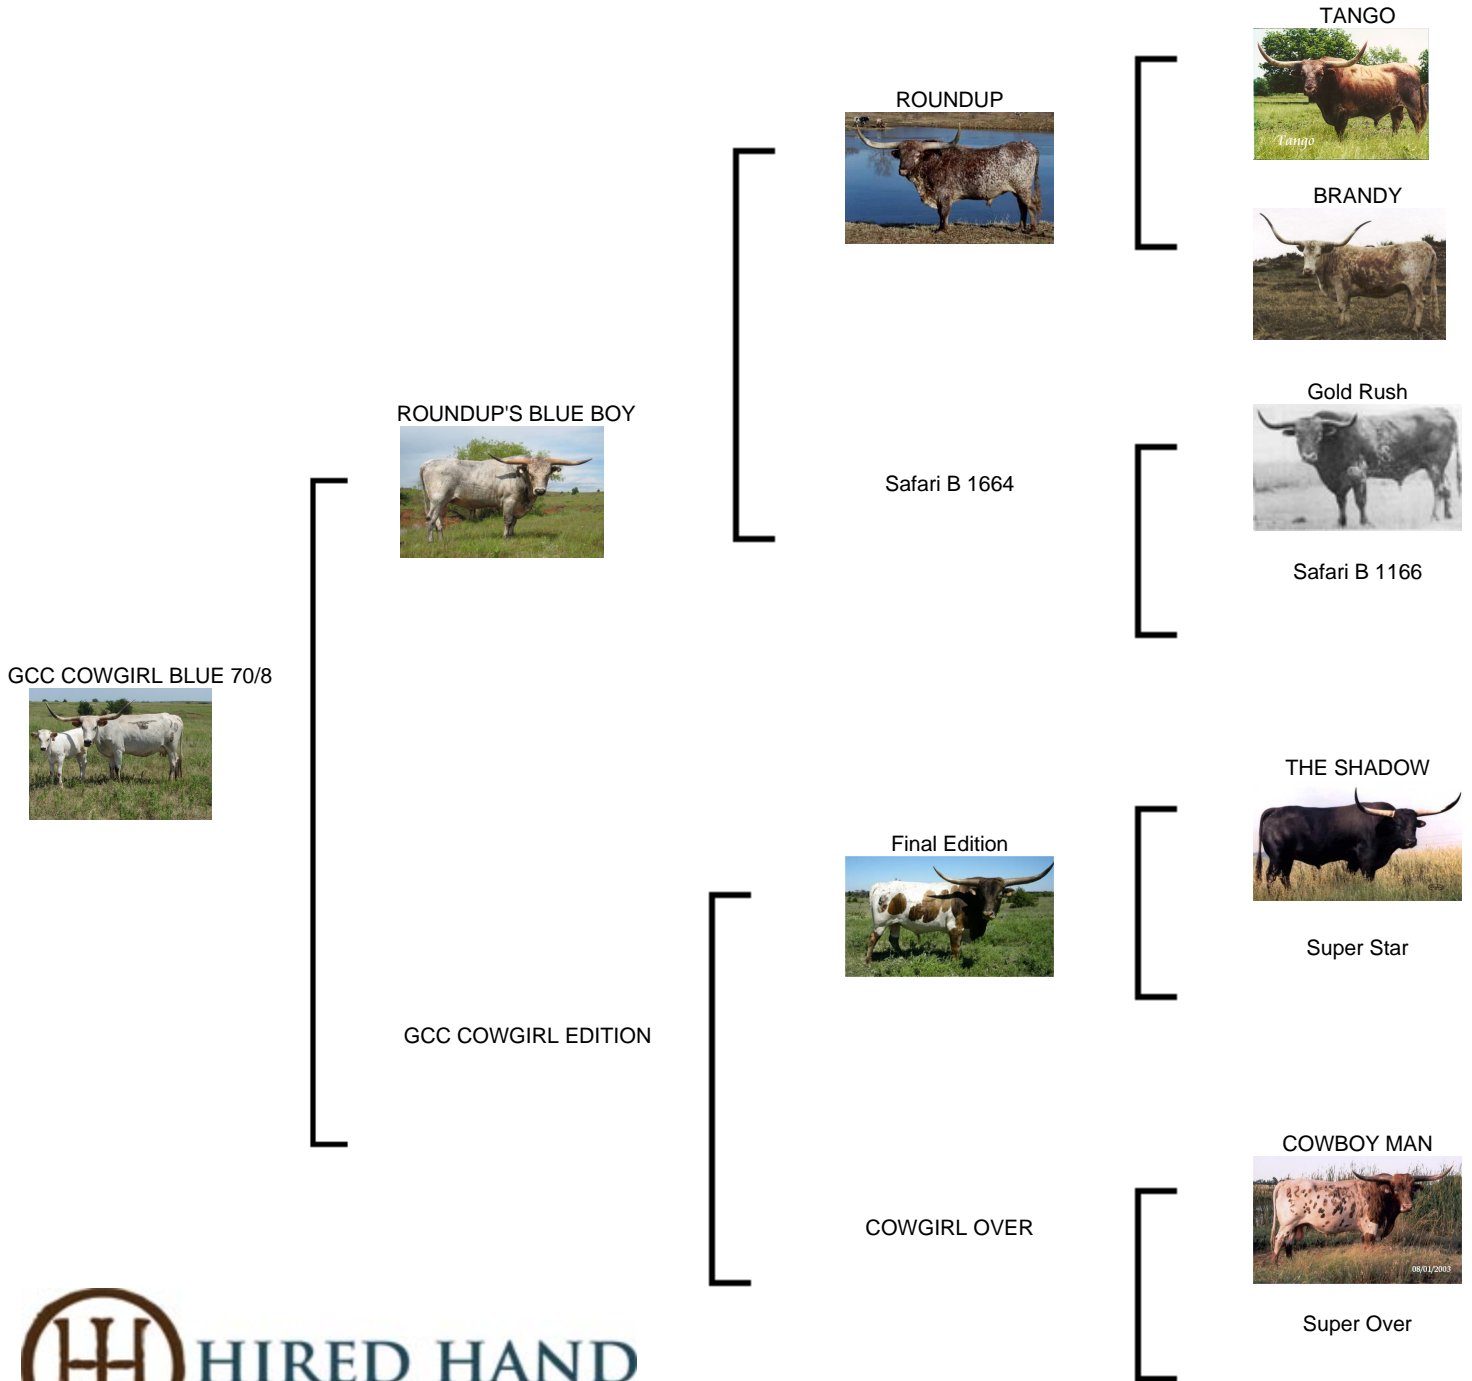 TANGO
Tango
ROUNDUP
BRANDY
Gold Rush
ROUNDUP'S BLUE BOY
Safari B 1664
Safari B 1166
GCC COWGIRL BLUE 70/8
THE SHADOW
Final Edition
Super Star
GCC COWGIRL EDITION
COWBOY MAN
08/01/2003
COWGIRL OVER
Super Over
HIRED HAND